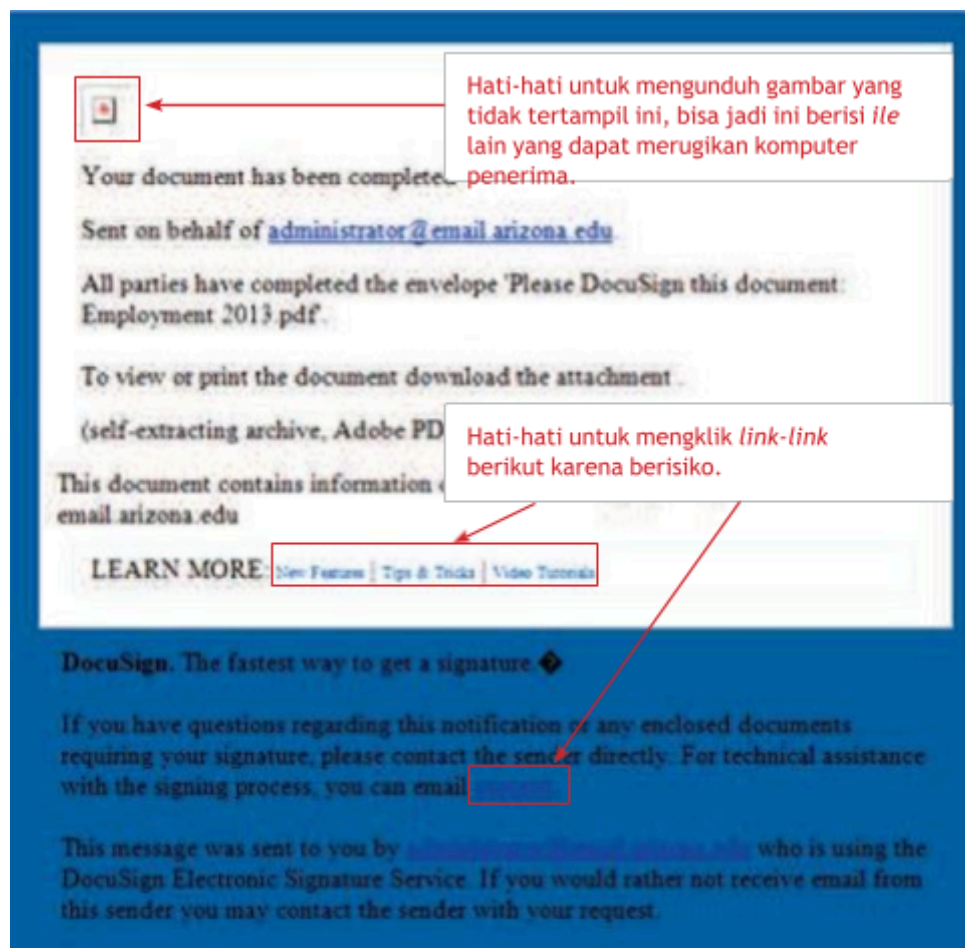 Hati-hati untuk mengunduh gambar yang
tidak tertampil ini, bisa jadi ini berisi ile
lain yang dapat merugikan komputer
penerima.
Your document has been completed
Sent on behalf of administrator@email.arizona.edu.
All parties have completed the envelope 'Please DocuSign this document:
Employment 2013.pdf'.
To view or print the document download the attachment .
(self-extracting archive, Adobe PD
Hati-hati untuk mengklik link-link
berikut karena berisiko.
This document contains information
email.arizona.edu
LEARN MORE: New Features | Tips & Tricks | Video Tutorials
DocuSign. The fastest way to get a signature.�
If you have questions regarding this notification or any enclosed documents
requiring your signature, please contact the sender directly. For technical assistance
with the signing process, you can email
This message was sent to you by administrator@email.arizona.edu who is using the
DocuSign Electronic Signature Service. If you would rather not receive email from
this sender you may contact the sender with your request.